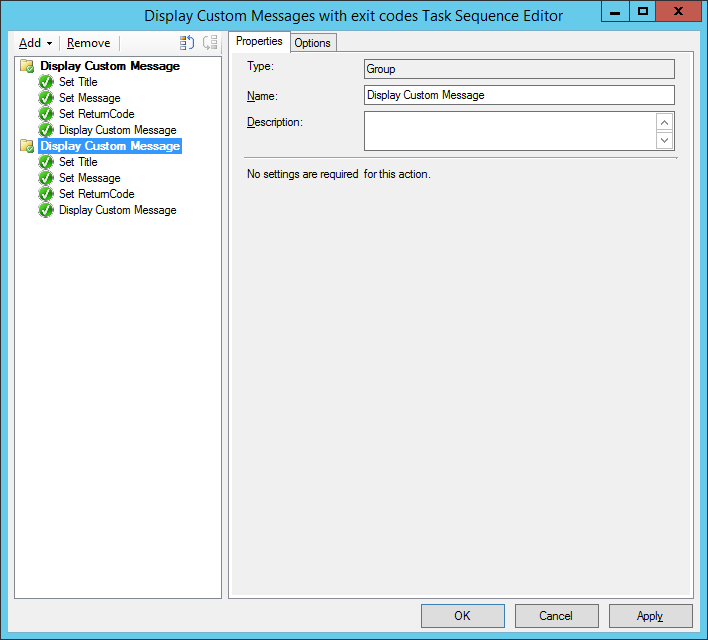 Display Custom Messages with exit codes Task Sequence Editor
Add Remove
Display Custom Message
Set Title
Set Message
Set ReturnCode
Display Custom Message
Display Custom Message
Set Title
Set Message
Set ReturnCode
Display Custom Message
Properties Options
Type: Group
Name: Display Custom Message
Description:
No settings are required for this action.
OK Cancel Apply